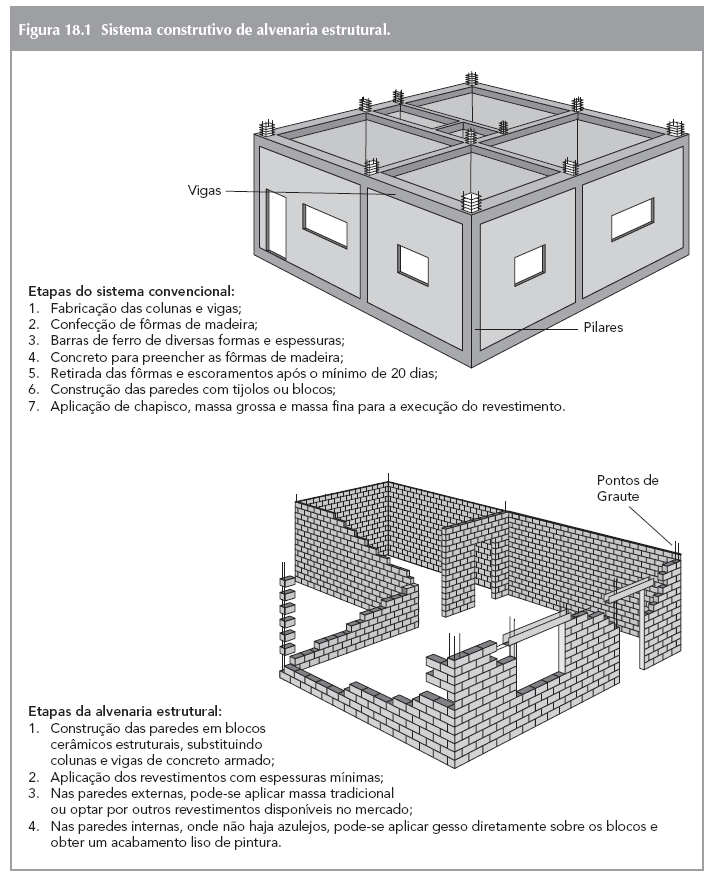 Figura 18.1 Sistema construtivo de alvenaria estrutural.
Vigas
Pilares
Etapas do sistema convencional:
1. Fabricação das colunas e vigas;
2. Confecção de fôrmas de madeira;
3. Barras de ferro de diversas formas e espessuras;
4. Concreto para preencher as fôrmas de madeira;
5. Retirada das fôrmas e escoramentos após o mínimo de 20 dias;
6. Construção das paredes com tijolos ou blocos;
7. Aplicação de chapisco, massa grossa e massa fina para a execução do revestimento.
Pontos de
Graute
Etapas da alvenaria estrutural:
1. Construção das paredes em blocos
cerâmicos estruturais, substituindo
colunas e vigas de concreto armado;
2. Aplicação dos revestimentos com espessuras mínimas;
3. Nas paredes externas, pode-se aplicar massa tradicional
ou optar por outros revestimentos disponíveis no mercado;
4. Nas paredes internas, onde não haja azulejos, pode-se aplicar gesso diretamente sobre os blocos e
obter um acabamento liso de pintura.